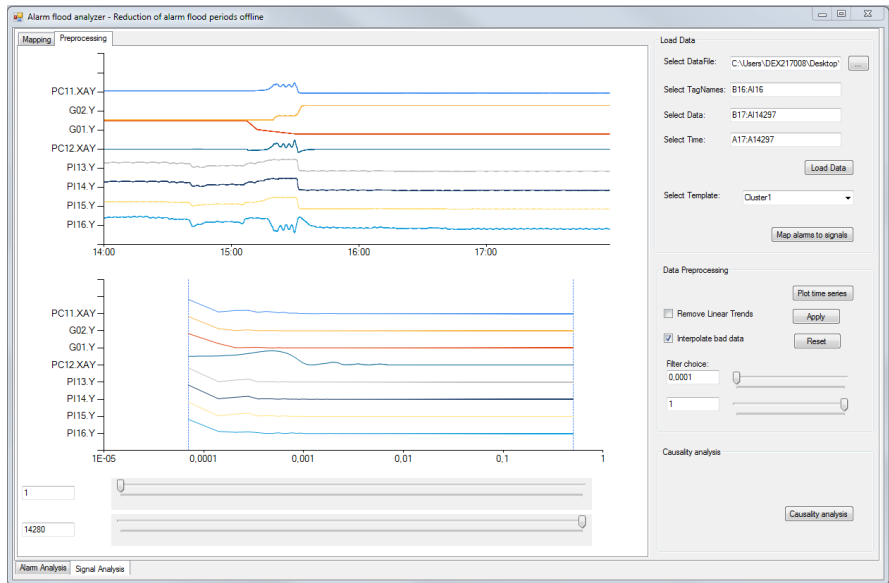 Alarm flood analyzer - Reduction of alarm flood periods offline
Mapping Preprocessing
PC11.XAY
G02.Y
G01.Y
PC12.XAY
PI13.Y
PI14.Y
PI15.Y
PI16.Y
14:00 15:00 16:00 17:00
PC11.XAY
G02.Y
G01.Y
PC12.XAY
PI13.Y
PI14.Y
PI15.Y
PI16.Y
1E-05 0,0001 0,001 0,01 0,1 1
1
14280
Alarm Analysis Signal Analysis
Load Data
Select DataFile: C:\Users\DEX217008\Desktop\ ...
Select TagNames: B16:AI16
Select Data: B17:AI14297
Select Time: A17:A14297
Load Data
Select Template: Cluster1
Map alarms to signals
Data Preprocessing
Plot time series
Remove Linear Trends Apply
Interpolate bad data Reset
Filter choice:
0,0001
1
Causality analysis
Causality analysis